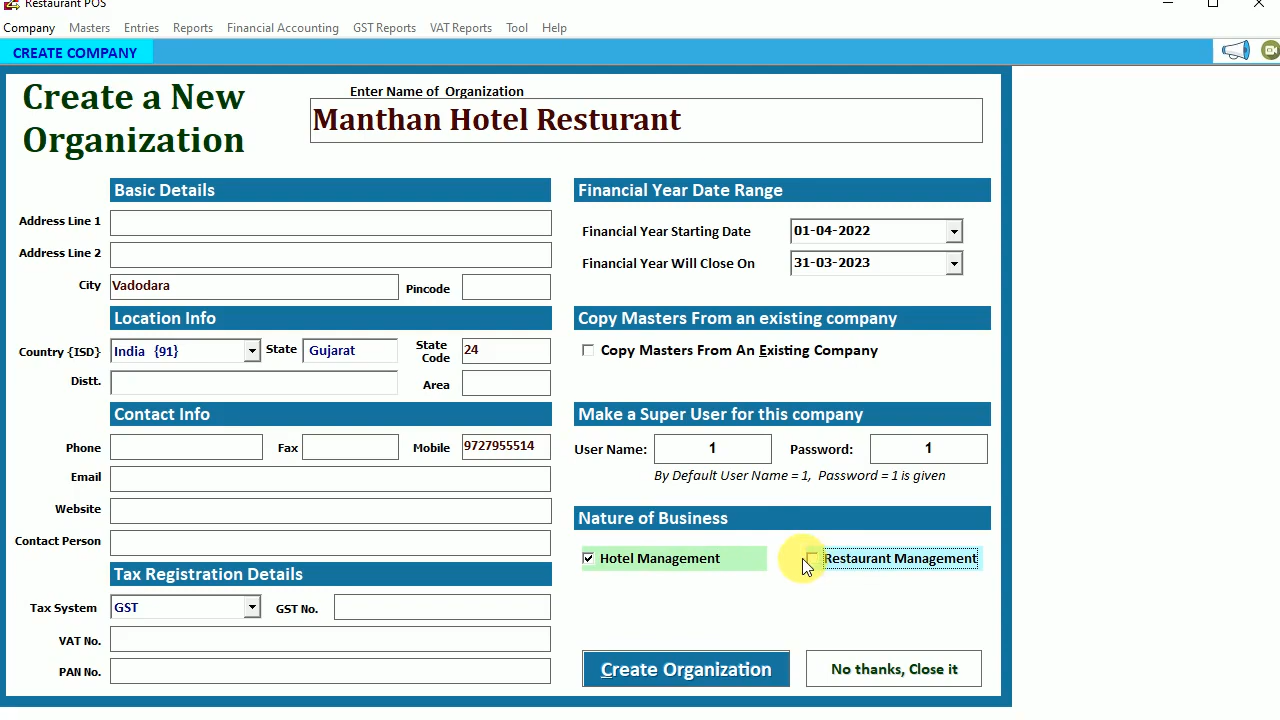 Restaurant POS
Company Masters Entries Reports Financial Accounting GST Reports VAT Reports Tool Help
CREATE COMPANY
Create a New
Organization
Enter Name of Organization
Manthan Hotel Resturant
Basic Details
Address Line 1
Address Line 2
City Vadodara Pincode
Location Info
Country {ISD} India {91} State Gujarat State Code 24
Distt. Area
Contact Info
Phone Fax Mobile 9727955514
Email
Website
Contact Person
Tax Registration Details
Tax System GST GST No.
VAT No.
PAN No.
Financial Year Date Range
Financial Year Starting Date 01-04-2022
Financial Year Will Close On 31-03-2023
Copy Masters From an existing company
Copy Masters From An Existing Company
Make a Super User for this company
User Name: 1 Password: 1
By Default User Name = 1, Password = 1 is given
Nature of Business
Hotel Management Restaurant Management
Create Organization No thanks, Close it